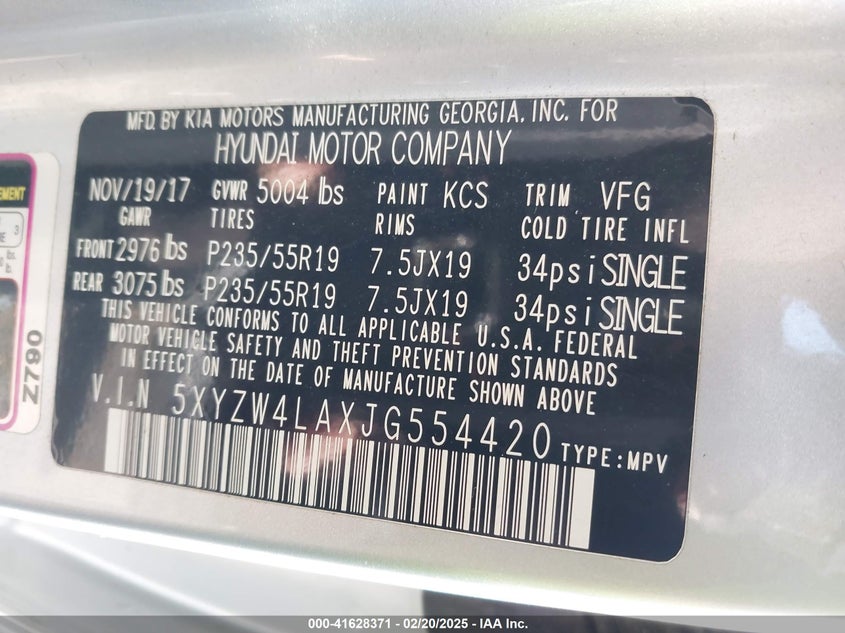 MFD. BY KIA MOTORS MANUFACTURING GEORGIA, INC. FOR
HYUNDAI MOTOR COMPANY
NOV/19/17 GVWR 5004 lbs PAINT KCS TRIM VFG
GAWR TIRES RIMS COLD TIRE INFL
FRONT 2976 lbs P235/55R19 7.5JX19 34psi SINGLE
REAR 3075 lbs P235/55R19 7.5JX19 34psi SINGLE
THIS VEHICLE CONFORMS TO ALL APPLICABLE U.S.A. FEDERAL
MOTOR VEHICLE SAFETY AND THEFT PREVENTION STANDARDS
IN EFFECT ON THE DATE OF MANUFACTURE SHOWN ABOVE
V.I.N 5XYZW4LAXJG554420 TYPE:MPV
3
lbs.
lb.
Z790
000-41628371 — 02/20/2025 — IAA Inc.